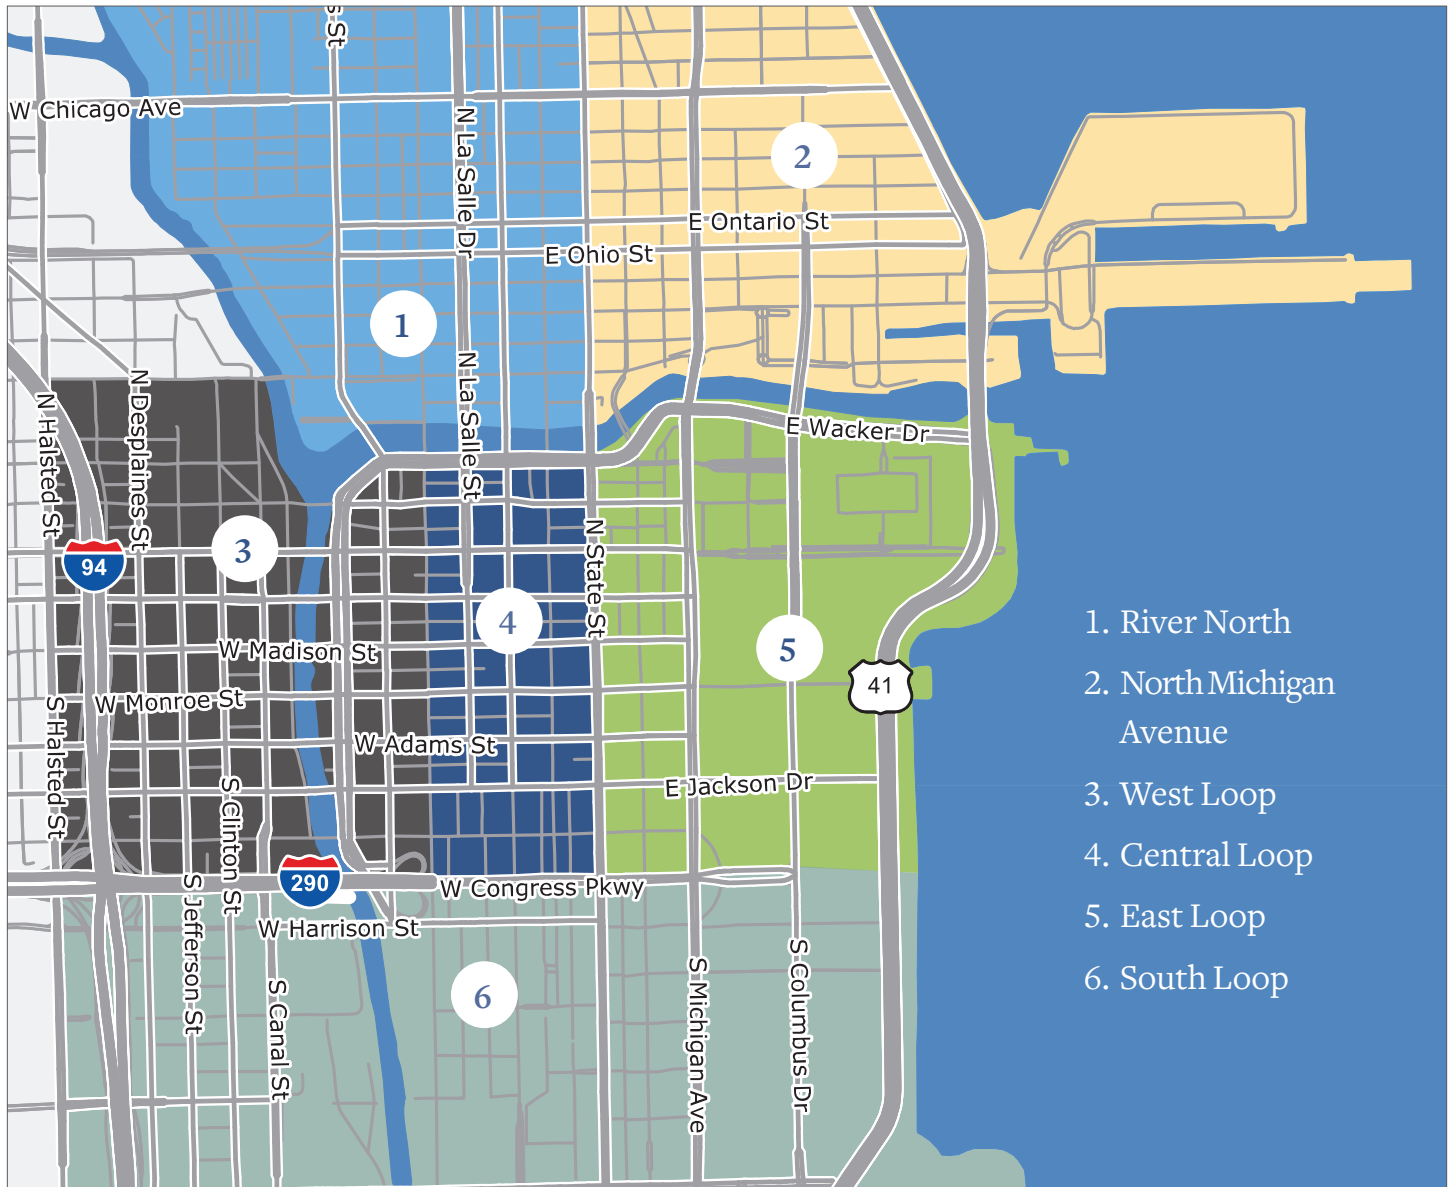 s St
W Chicago Ave
N La Salle Dr
2
E Ontario St
E Ohio St
1
N La Salle St
N Halsted St
N Desplaines St
E Wacker Dr
3
94
N State St
4
5
W Madison St
41
W Monroe St
S Halsted St
W Adams St
E Jackson Dr
S Clinton St
290
W Congress Pkwy
S Jefferson St
W Harrison St
6
S Canal St
S Michigan Ave
S Columbus Dr
1. River North
2. North Michigan
Avenue
3. West Loop
4. Central Loop
5. East Loop
6. South Loop